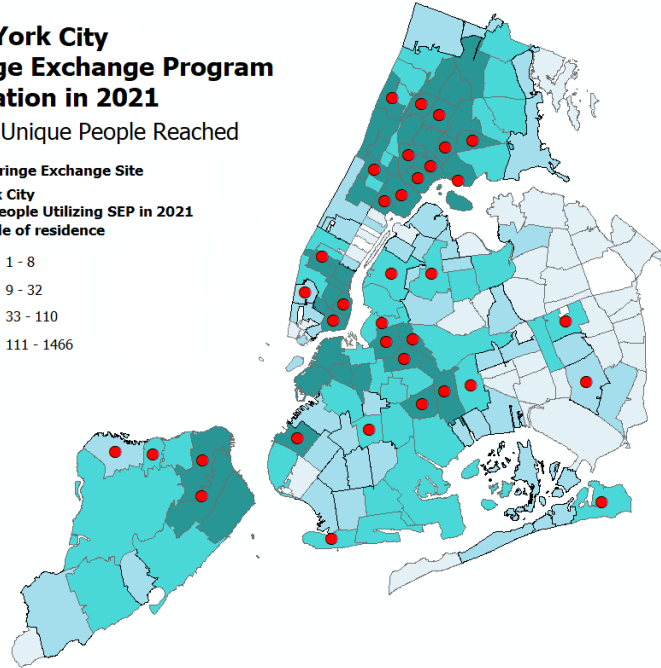 York City
ge Exchange Program
ation in 2021
Unique People Reached
ringe Exchange Site
k City
eople Utilizing SEP in 2021
de of residence
1 - 8
9 - 32
33 - 110
111 - 1466